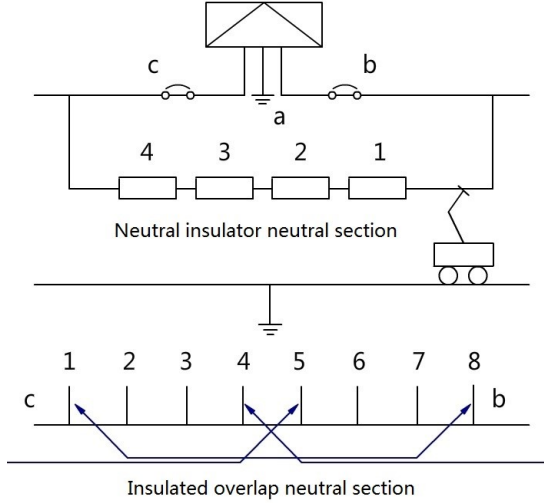 c b
a
4 3 2 1
Neutral insulator neutral section
1 2 3 4 5 6 7 8
c b
Insulated overlap neutral section